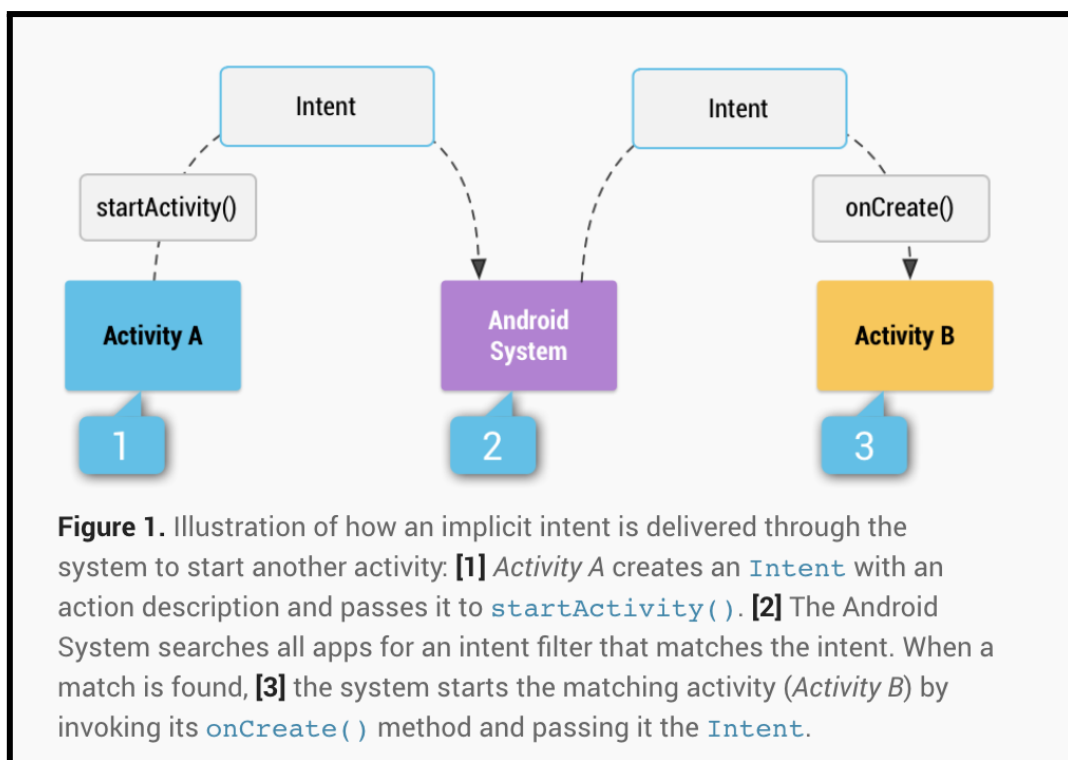 Intent
Intent
startActivity()
onCreate()
Activity A
Android
System
Activity B
1
2
3
Figure 1. Illustration of how an implicit intent is delivered through the
system to start another activity: [1] Activity A creates an Intent with an
action description and passes it to startActivity(). [2] The Android
System searches all apps for an intent filter that matches the intent. When a
match is found, [3] the system starts the matching activity (Activity B) by
invoking its onCreate() method and passing it the Intent.